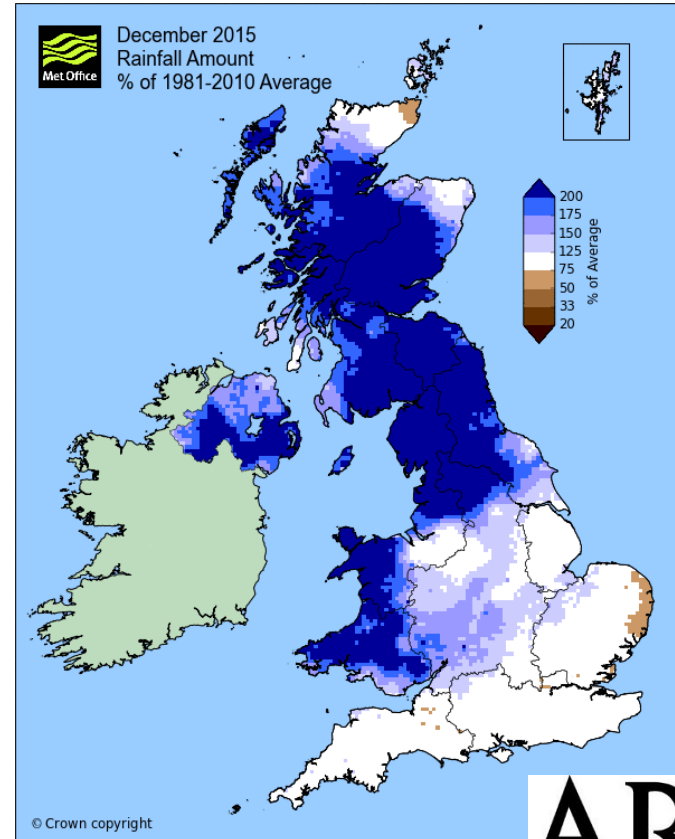 Met Office
December 2015
Rainfall Amount
% of 1981-2010 Average
200
175
150
125
75
50
33
20
% of Average
© Crown copyright